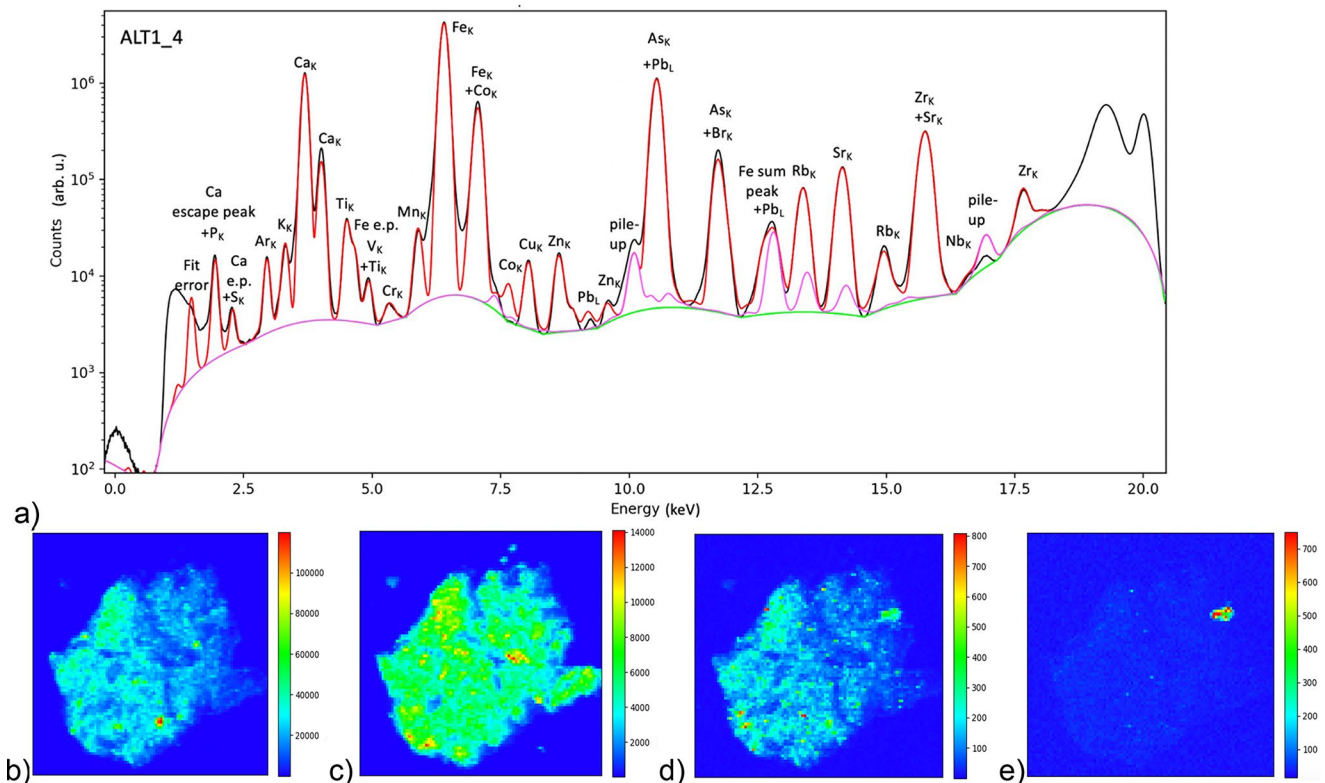 ALT1_4
Counts (arb. u.)
10^6
10^5
10^4
10^3
10^2
Fit
error
Ca
escape peak
+P_K
Ca
e.p.
+S_K
Ar_K
K_K
Ca_K
Ca_K
Ti_K
Fe e.p.
V_K
+Ti_K
Cr_K
Mn_K
Fe_K
Fe_K
+Co_K
Co_K
Cu_K
Zn_K
Pb_L
Zn_K
pile-
up
As_K
+Pb_L
As_K
+Br_K
Fe sum
peak
+Pb_L
Rb_K
Sr_K
Rb_K
Zr_K
+Sr_K
Nb_K
pile-
up
Zr_K
0.0 2.5 5.0 7.5 10.0 12.5 15.0 17.5 20.0
Energy (keV)
a)
b)
100000
80000
60000
40000
20000
c)
14000
12000
10000
8000
6000
4000
2000
d)
800
700
600
500
400
300
200
100
e)
700
600
500
400
300
200
100